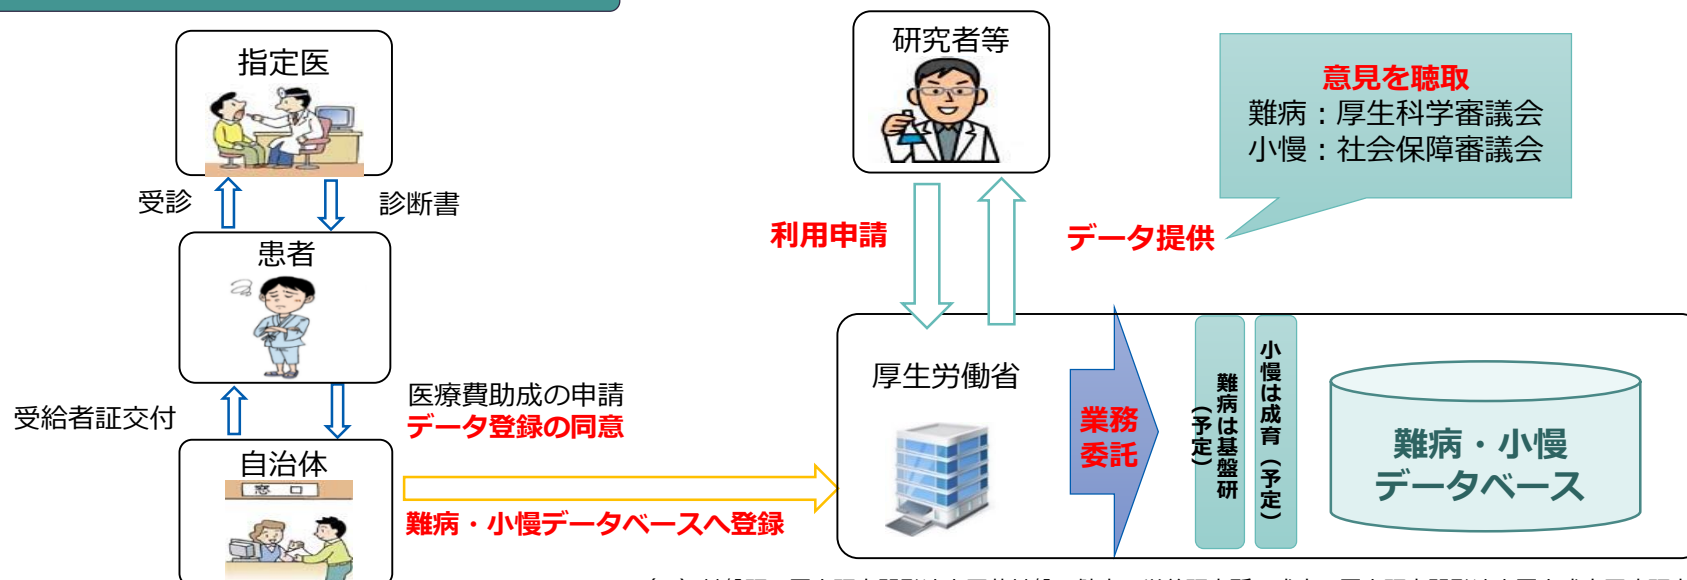 指定医
受診
診断書
患者
受給者証交付
医療費助成の申請
データ登録の同意
自治体
窓 口
難病・小慢データベースへ登録
研究者等
利用申請
データ提供
意見を聴取
難病：厚生科学審議会
小慢：社会保障審議会
厚生労働省
業務
委託
難病は基盤研
（予定）
小慢は成育（予定）
難病・小慢
データベース